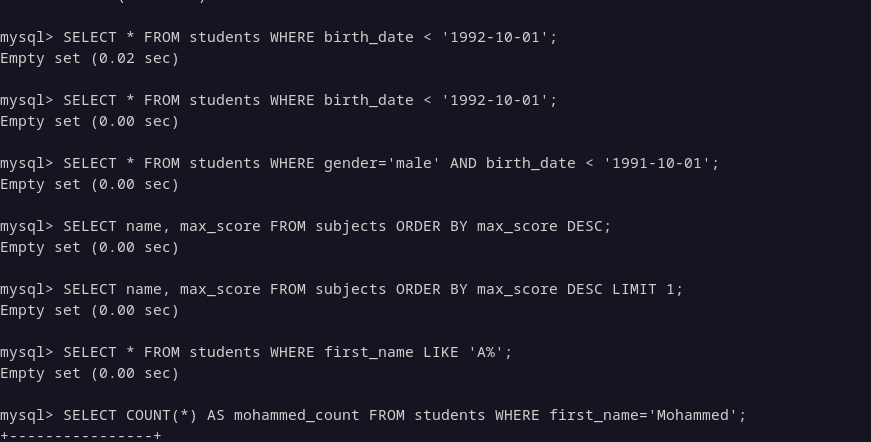 mysql> SELECT * FROM students WHERE birth_date < '1992-10-01';
Empty set (0.02 sec)
mysql> SELECT * FROM students WHERE birth_date < '1992-10-01';
Empty set (0.00 sec)
mysql> SELECT * FROM students WHERE gender='male' AND birth_date < '1991-10-01';
Empty set (0.00 sec)
mysql> SELECT name, max_score FROM subjects ORDER BY max_score DESC;
Empty set (0.00 sec)
mysql> SELECT name, max_score FROM subjects ORDER BY max_score DESC LIMIT 1;
Empty set (0.00 sec)
mysql> SELECT * FROM students WHERE first_name LIKE 'A%';
Empty set (0.00 sec)
mysql> SELECT COUNT(*) AS mohammed_count FROM students WHERE first_name='Mohammed';
+----------------+